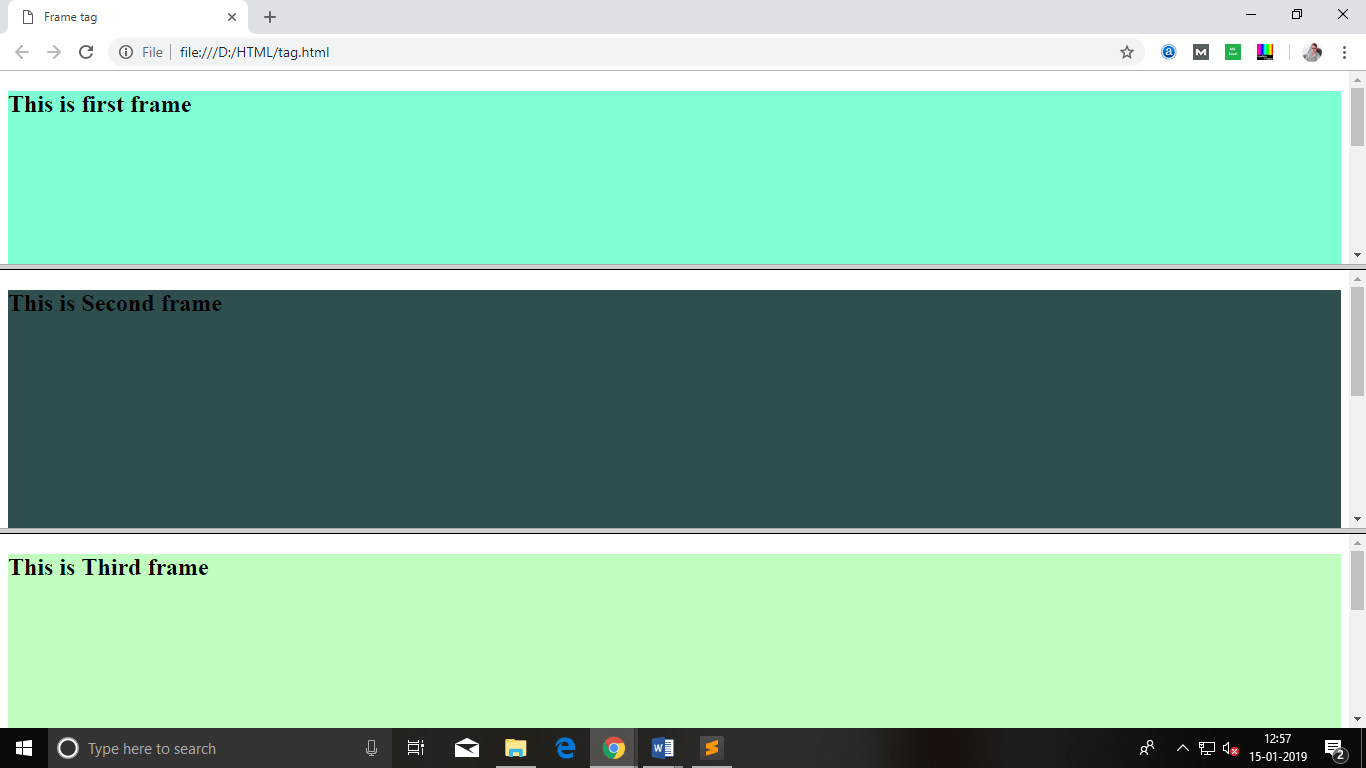 Frame tag
File file:///D:/HTML/tag.html
This is first frame
This is Second frame
This is Third frame
Type here to search
12:57
15-01-2019
2